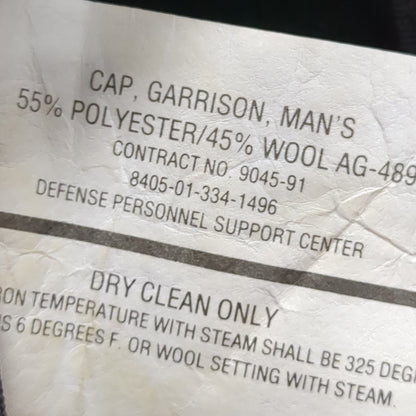 CAP, GARRISON, MAN'S
55% POLYESTER/45% WOOL AG-489
CONTRACT NO. 9045-91
8405-01-334-1496
DEFENSE PERSONNEL SUPPORT CENTER
DRY CLEAN ONLY
RON TEMPERATURE WITH STEAM SHALL BE 325 DEG
S 6 DEGREES F. OR WOOL SETTING WITH STEAM.